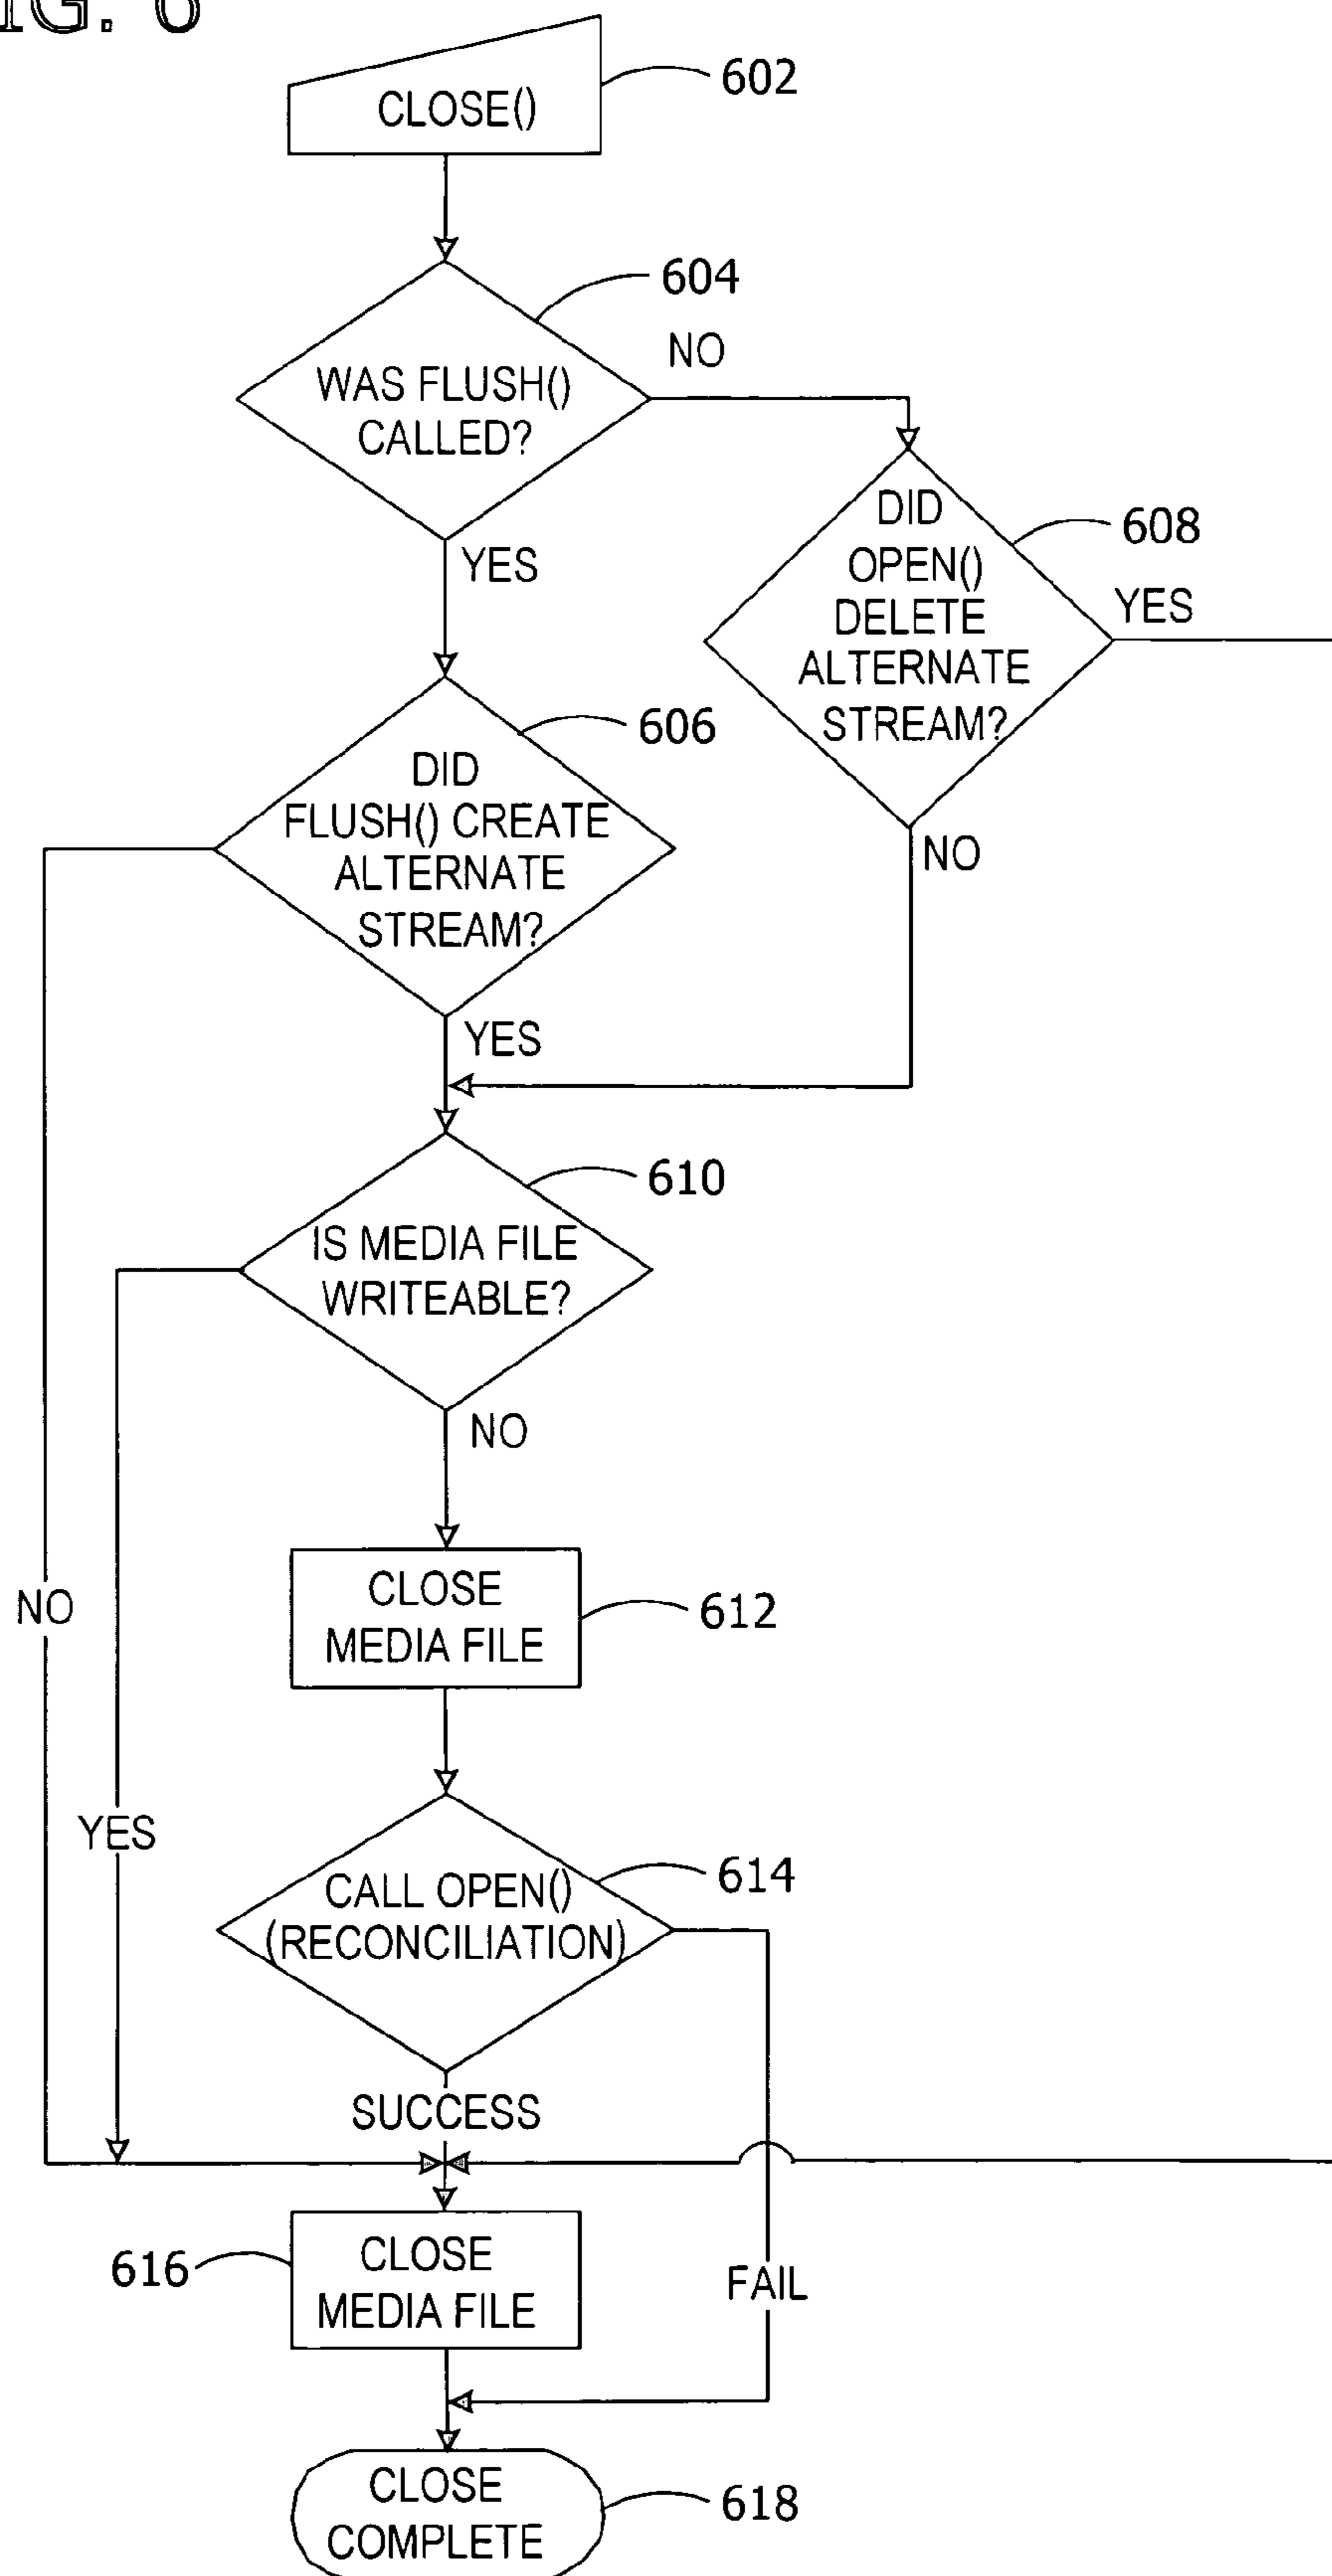 IG. 6
CLOSE()
602
604
WAS FLUSH()
CALLED?
NO
YES
DID
OPEN()
DELETE
ALTERNATE
STREAM?
608
YES
NO
606
DID
FLUSH() CREATE
ALTERNATE
STREAM?
YES
610
IS MEDIA FILE
WRITEABLE?
NO
CLOSE
MEDIA FILE
612
NO
YES
614
CALL OPEN()
(RECONCILIATION)
SUCCESS
616
CLOSE
MEDIA FILE
FAIL
CLOSE
COMPLETE
618